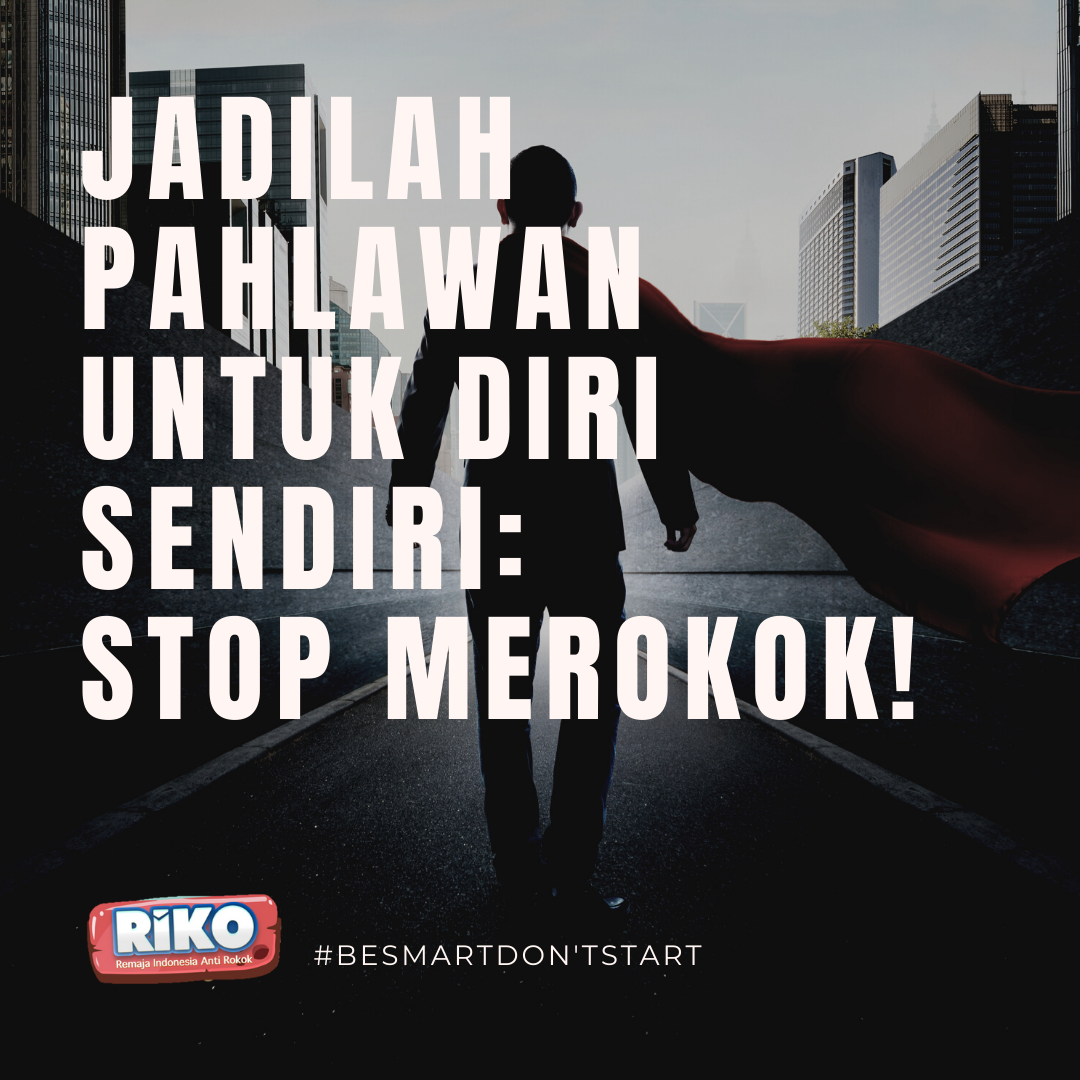 JADILAH
PAHLAWAN
UNTUK DIRI
SENDIRI:
STOP MEROKOK!
RiKO
Remaja Indonesia Anti Rokok
#BESMARTDON'TSTART